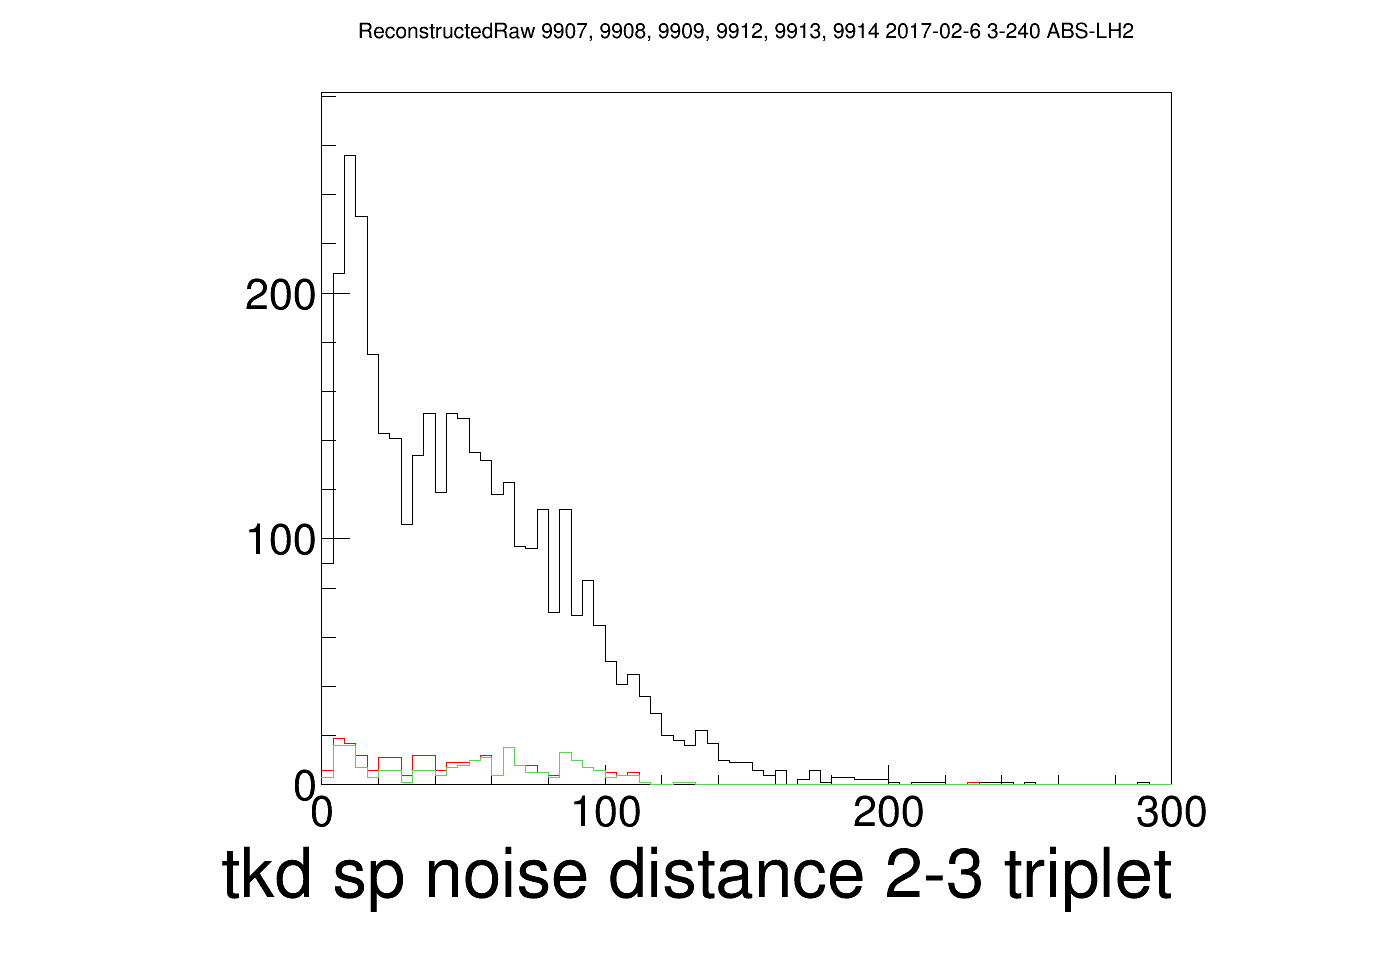 ReconstructedRaw 9907, 9908, 9909, 9912, 9913, 9914 2017-02-6 3-240 ABS-LH2
200
100
0
0 100 200 300
tkd sp noise distance 2-3 triplet